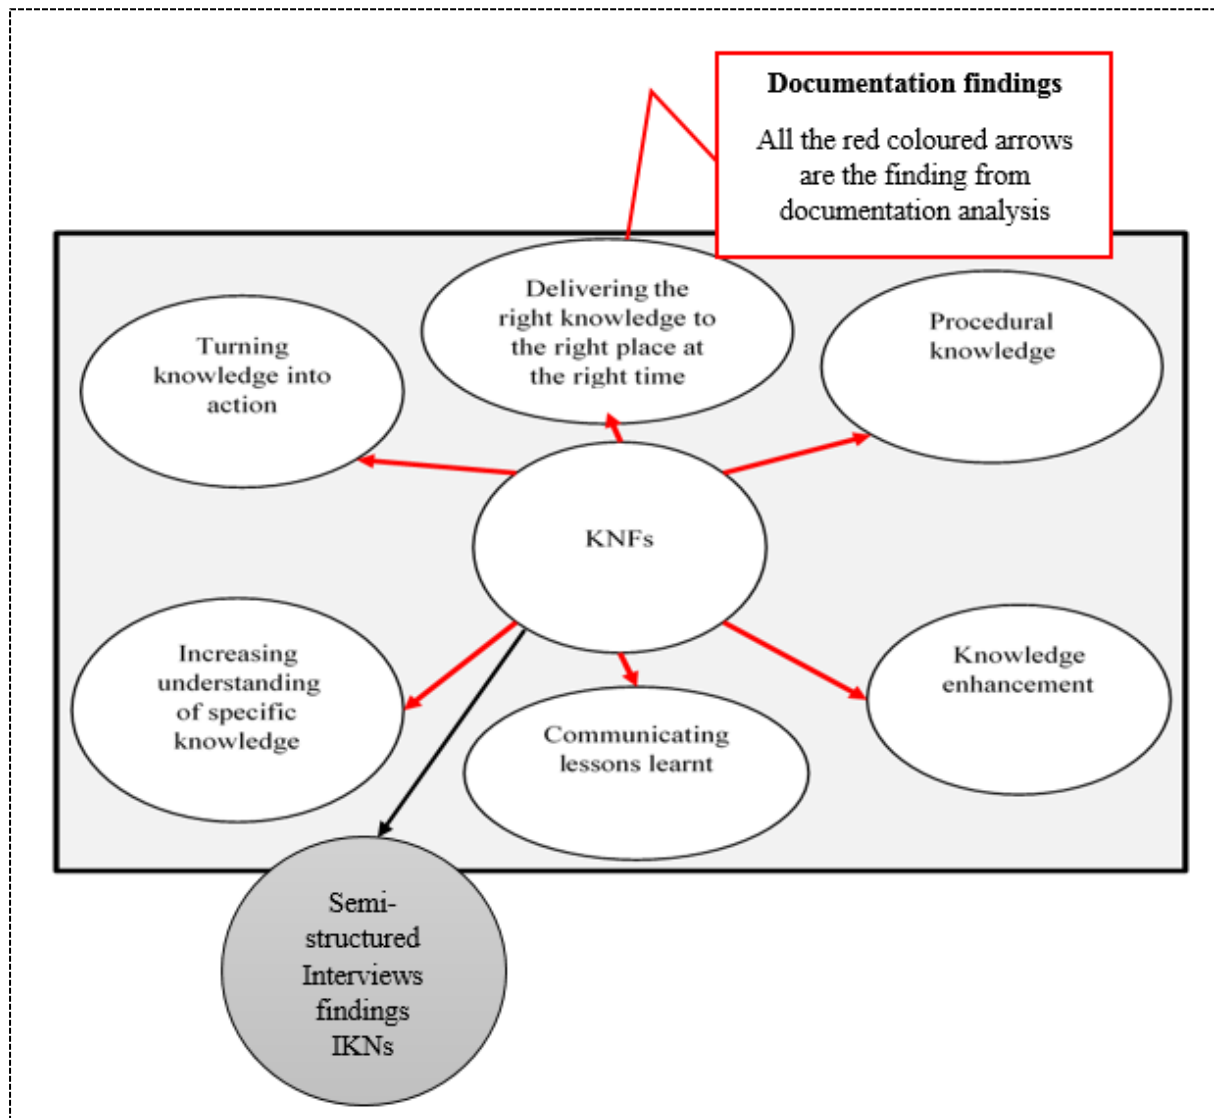 Documentation findings
All the red coloured arrows
are the finding from
documentation analysis
Delivering the
right knowledge to
the right place at
the right time
Procedural
knowledge
Turning
knowledge into
action
KNFs
Increasing
understanding
of specific
knowledge
Communicating
lessons learnt
Knowledge
enhancement
Semi-
structured
Interviews
findings
IKNs